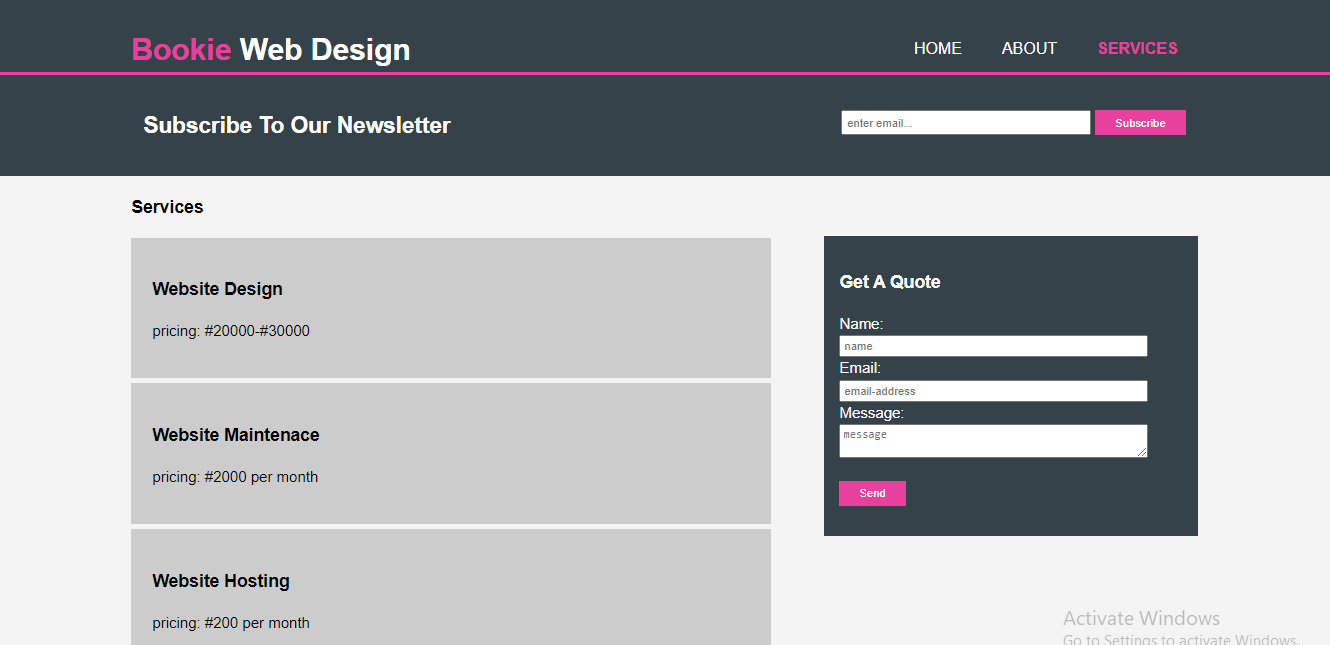 Bookie Web Design
HOME ABOUT SERVICES
Subscribe To Our Newsletter
enter email...
Subscribe
Services
Website Design
pricing: #20000-#30000
Website Maintenace
pricing: #2000 per month
Website Hosting
pricing: #200 per month
Get A Quote
Name:
name
Email:
email-address
Message:
message
Send
Activate Windows
Go to Settings to activate Windows.